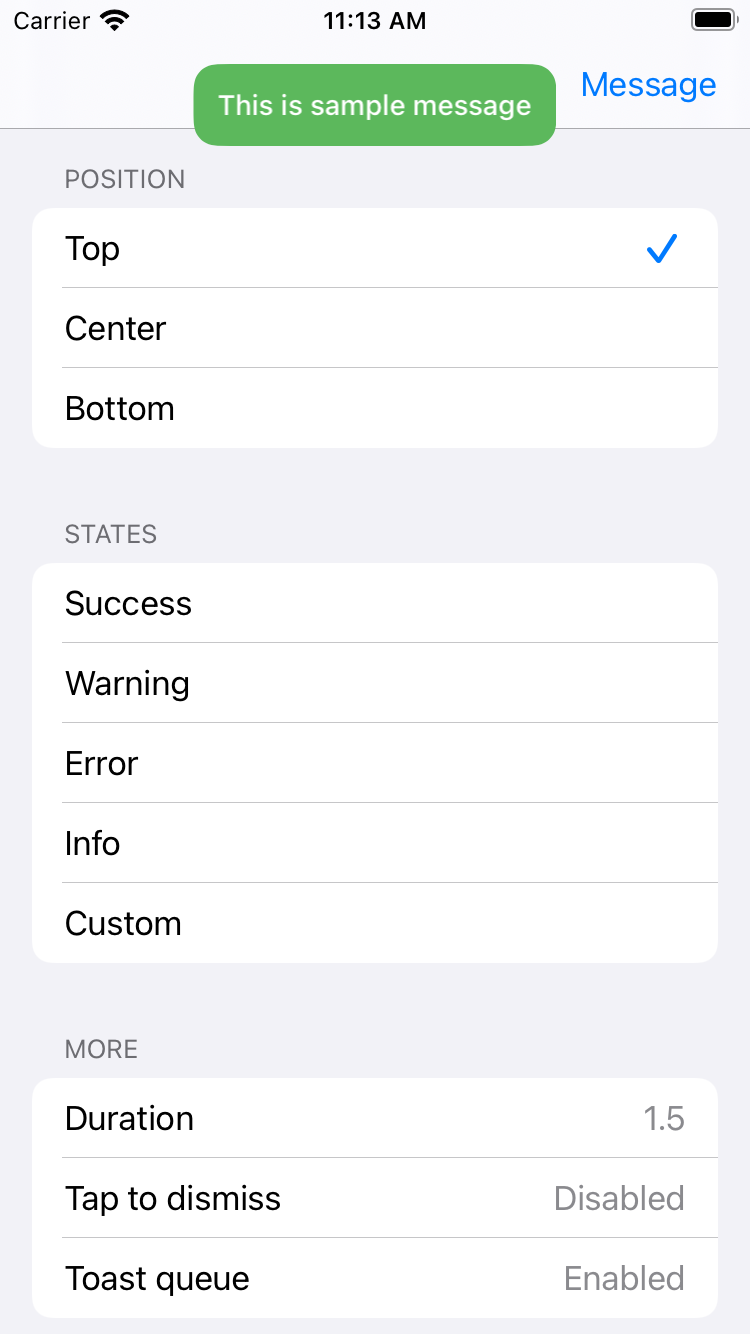 Carrier 11:13 AM
This is sample message
Message
POSITION
Top
Center
Bottom
STATES
Success
Warning
Error
Info
Custom
MORE
Duration 1.5
Tap to dismiss Disabled
Toast queue Enabled